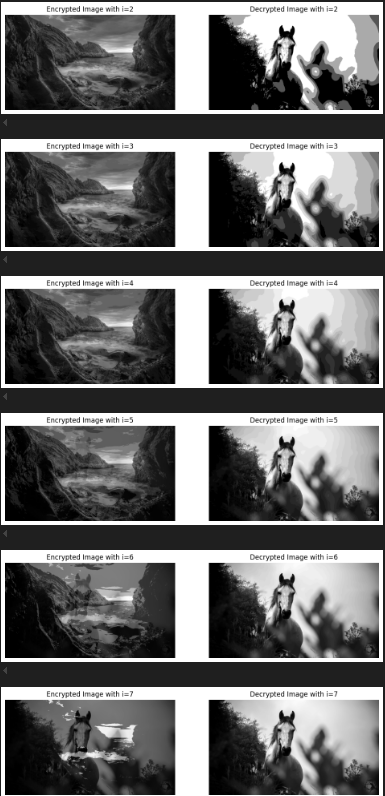 Encrypted Image with i=2
Decrypted Image with i=2
Encrypted Image with i=3
Decrypted Image with i=3
Encrypted Image with i=4
Decrypted Image with i=4
Encrypted Image with i=5
Decrypted Image with i=5
Encrypted Image with i=6
Decrypted Image with i=6
Encrypted Image with i=7
Decrypted Image with i=7